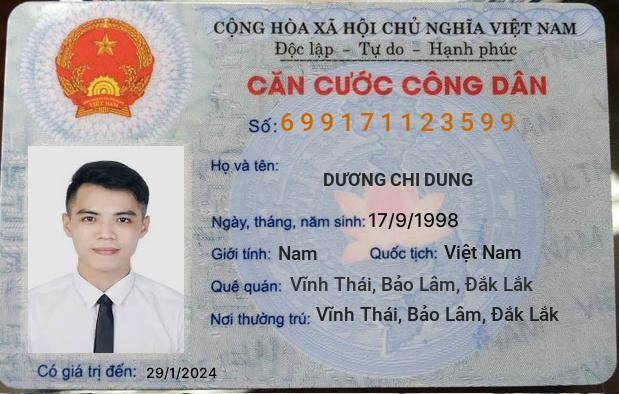 CỘNG HÒA XÃ HỘI CHỦ NGHĨA VIỆT NAM
Độc lập - Tự do - Hạnh phúc
CĂN CƯỚC CÔNG DÂN
Số: 699171123599
Họ và tên:
DƯƠNG CHI DUNG
Ngày, tháng, năm sinh: 17/9/1998
Giới tính: Nam Quốc tịch: Việt Nam
Quê quán: Vĩnh Thái, Bảo Lâm, Đắk Lắk
Nơi thường trú: Vĩnh Thái, Bảo Lâm, Đắk Lắk
Có giá trị đến: 29/1/2024
VIỆT NAM